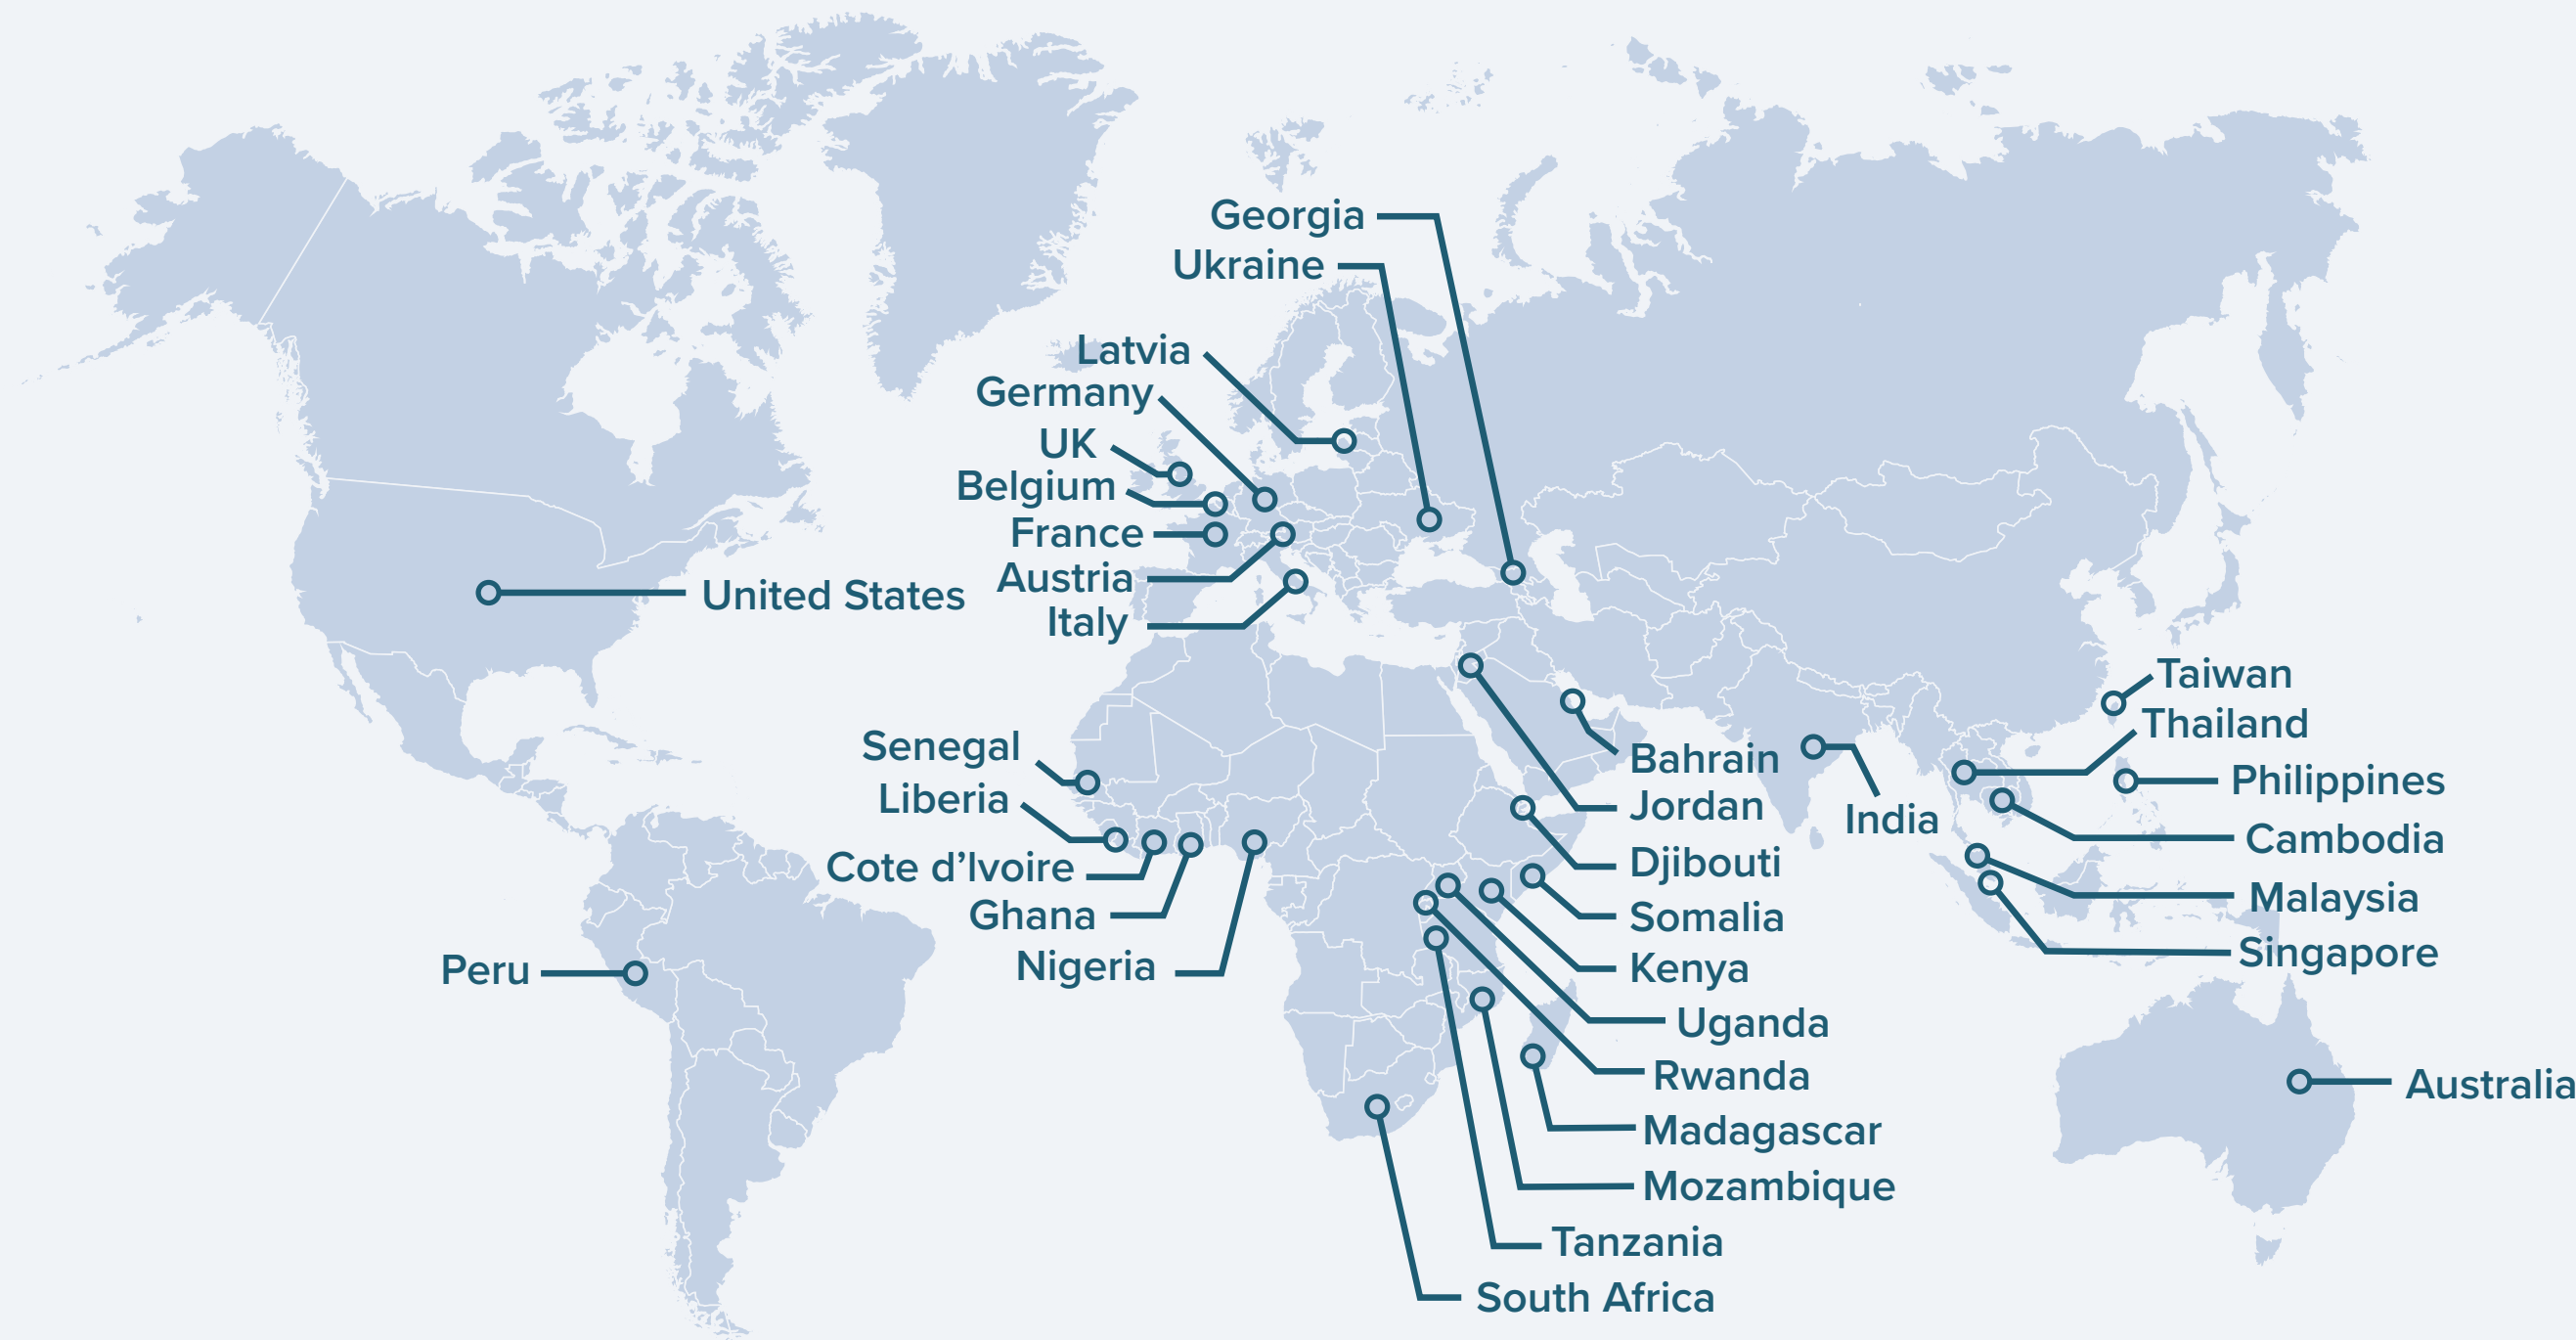 Georgia
Ukraine
Latvia
Germany
UK
Belgium
France
Austria
Italy
United States
Senegal
Liberia
Cote d’Ivoire
Ghana
Nigeria
Peru
Bahrain
Jordan
Djibouti
Somalia
Kenya
Uganda
Rwanda
Madagascar
Mozambique
Tanzania
South Africa
India
Taiwan
Thailand
Philippines
Cambodia
Malaysia
Singapore
Australia